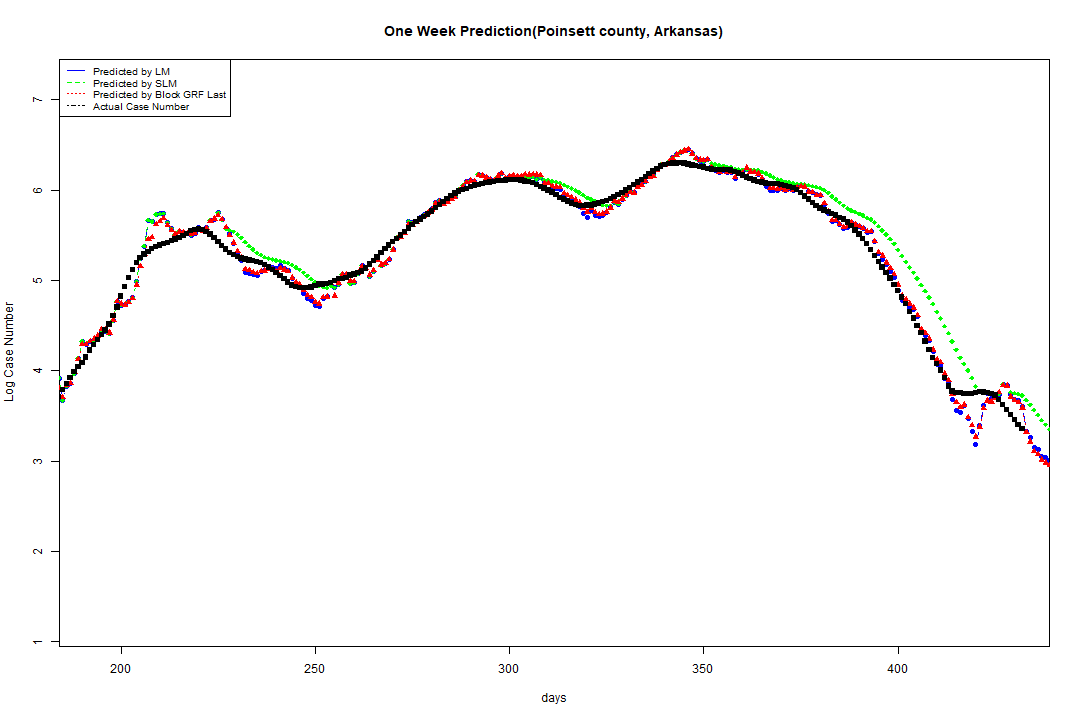 One Week Prediction(Poinsett county, Arkansas)
Predicted by LM
Predicted by SLM
Predicted by Block GRF Last
Actual Case Number
Log Case Number
7
6
5
4
3
2
1
200 250 300 350 400
days